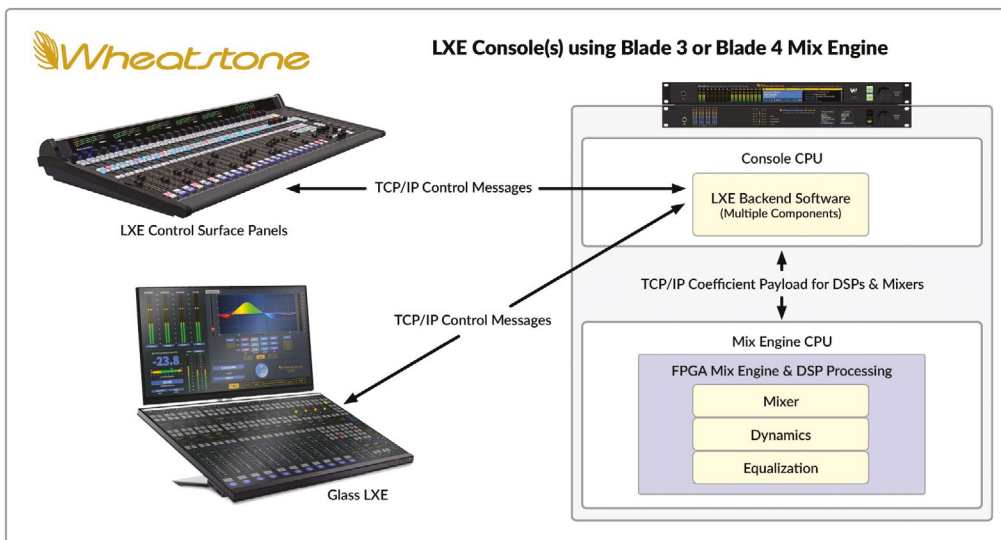 Wheatstone
LXE Console(s) using Blade 3 or Blade 4 Mix Engine
Console CPU
LXE Backend Software
(Multiple Components)
TCP/IP Control Messages
LXE Control Surface Panels
TCP/IP Coefficient Payload for DSPs & Mixers
TCP/IP Control Messages
Mix Engine CPU
FPGA Mix Engine & DSP Processing
Mixer
Dynamics
Equalization
-23.8
Glass LXE